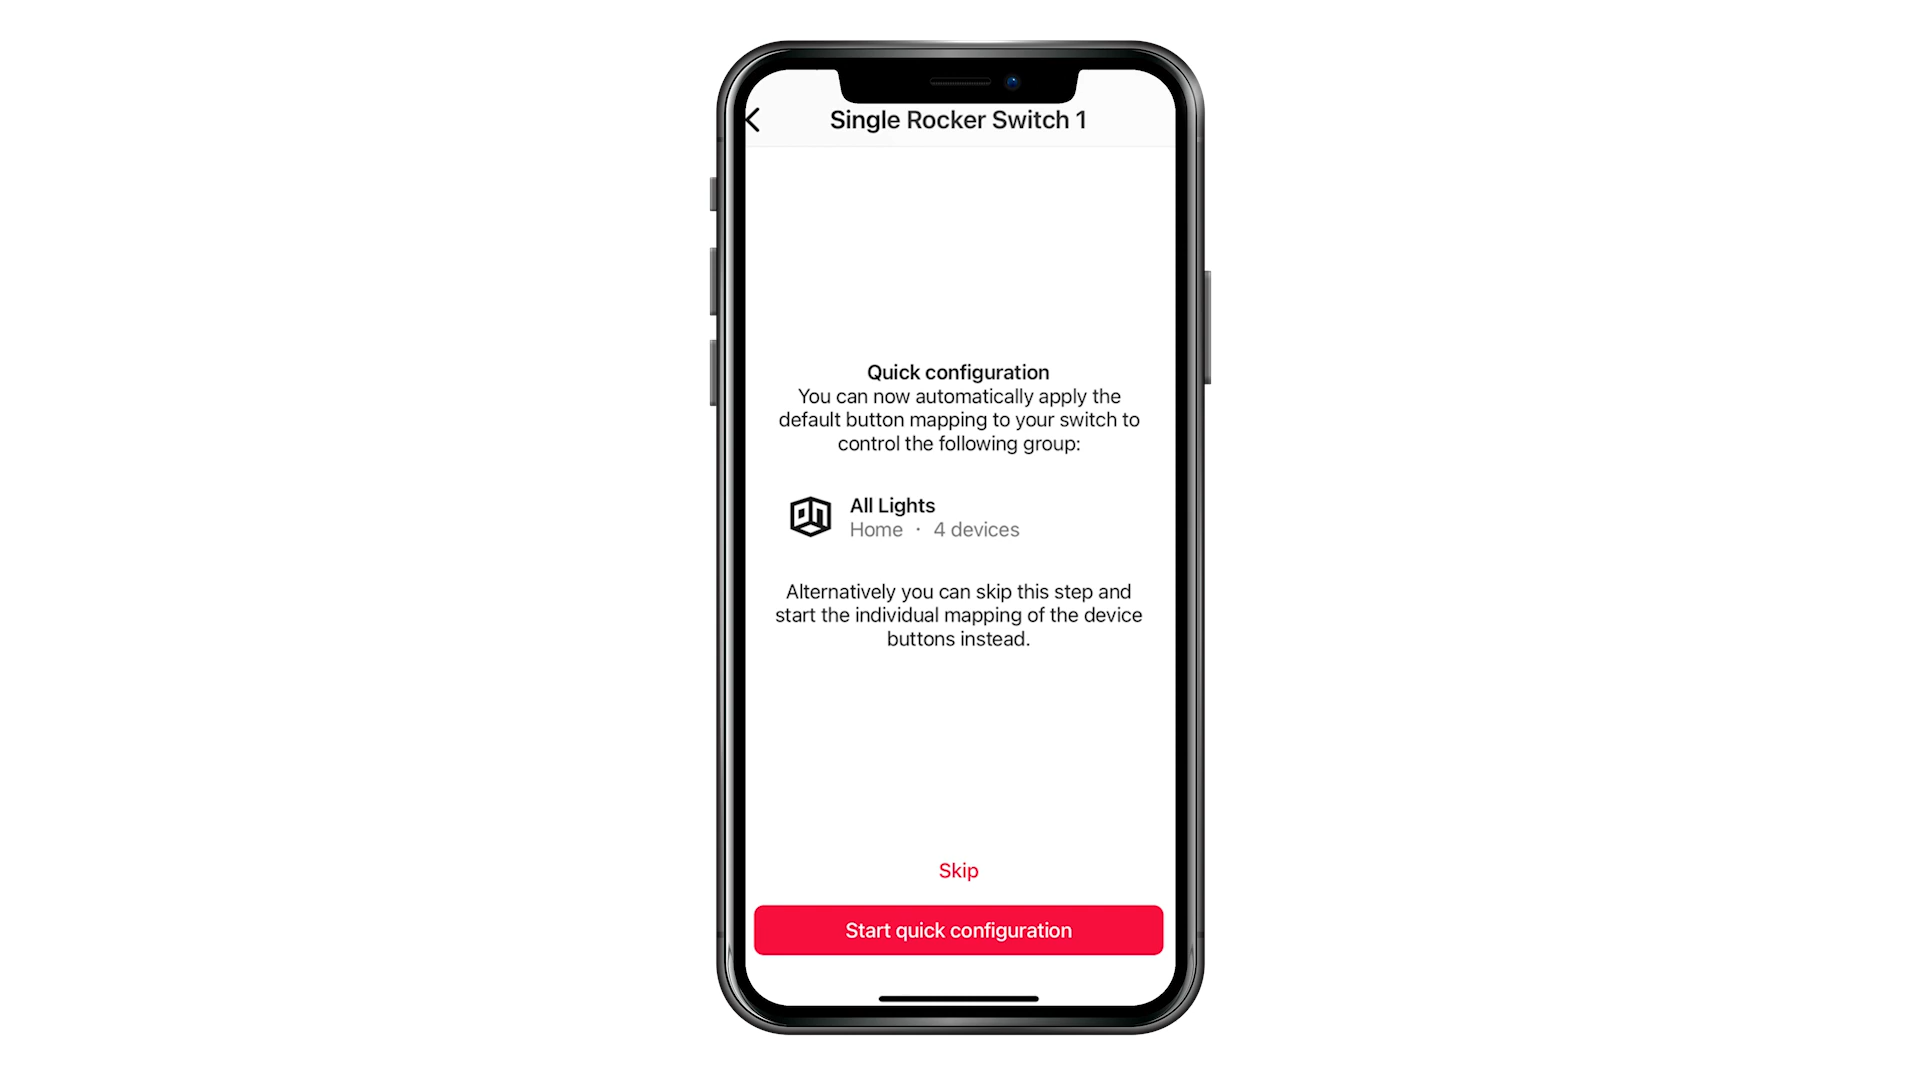 Single Rocker Switch 1
Quick configuration
You can now automatically apply the
default button mapping to your switch to
control the following group:
All Lights
Home · 4 devices
Alternatively you can skip this step and
start the individual mapping of the device
buttons instead.
Skip
Start quick configuration